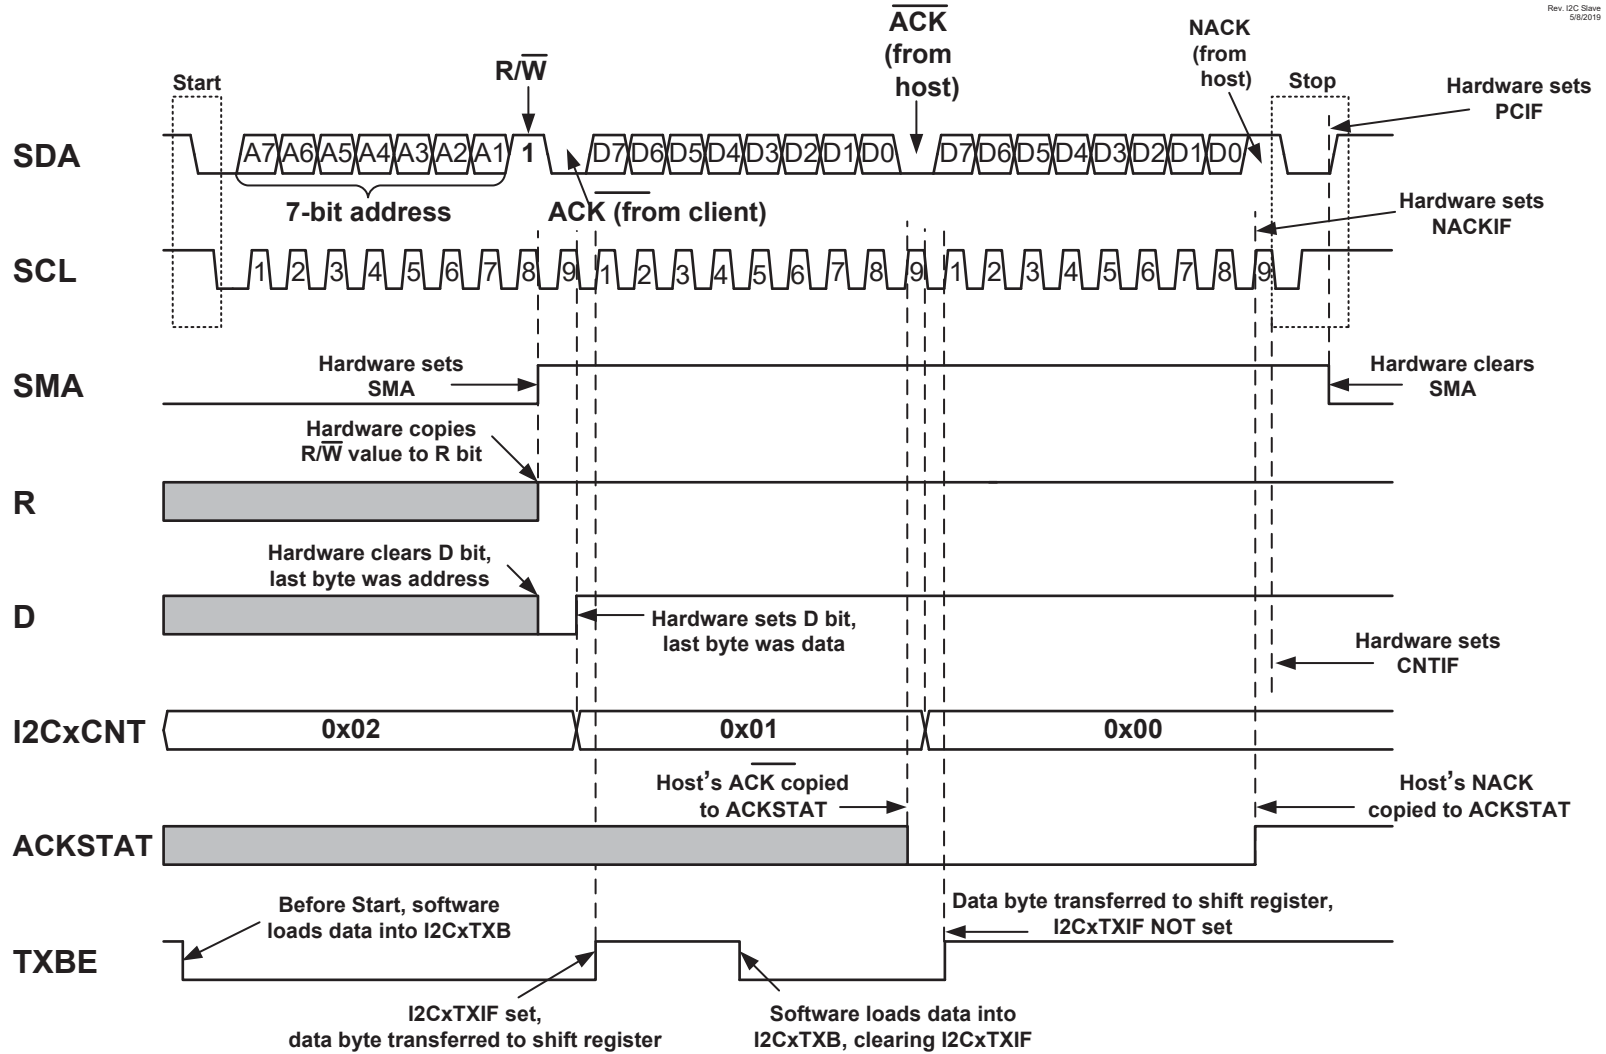 Rev. I2C Slave
5/8/2019
ACK
(from
host)
NACK
(from
host)
R/W
Start
Stop
Hardware sets
PCIF
SDA
A7 A6 A5 A4 A3 A2 A1 1 D7 D6 D5 D4 D3 D2 D1 D0 D7 D6 D5 D4 D3 D2 D1 D0
7-bit address
ACK (from client)
Hardware sets
NACKIF
SCL
1 2 3 4 5 6 7 8 9 1 2 3 4 5 6 7 8 9 1 2 3 4 5 6 7 8 9
SMA
Hardware sets
SMA
Hardware clears
SMA
Hardware copies
R/W value to R bit
R
Hardware clears D bit,
last byte was address
D
Hardware sets D bit,
last byte was data
Hardware sets
CNTIF
I2CxCNT
0x02
0x01
0x00
Host's ACK copied
to ACKSTAT
Host's NACK
copied to ACKSTAT
ACKSTAT
Before Start, software
loads data into I2CxTXB
Data byte transferred to shift register,
I2CxTXIF NOT set
TXBE
I2CxTXIF set,
data byte transferred to shift register
Software loads data into
I2CxTXB, clearing I2CxTXIF